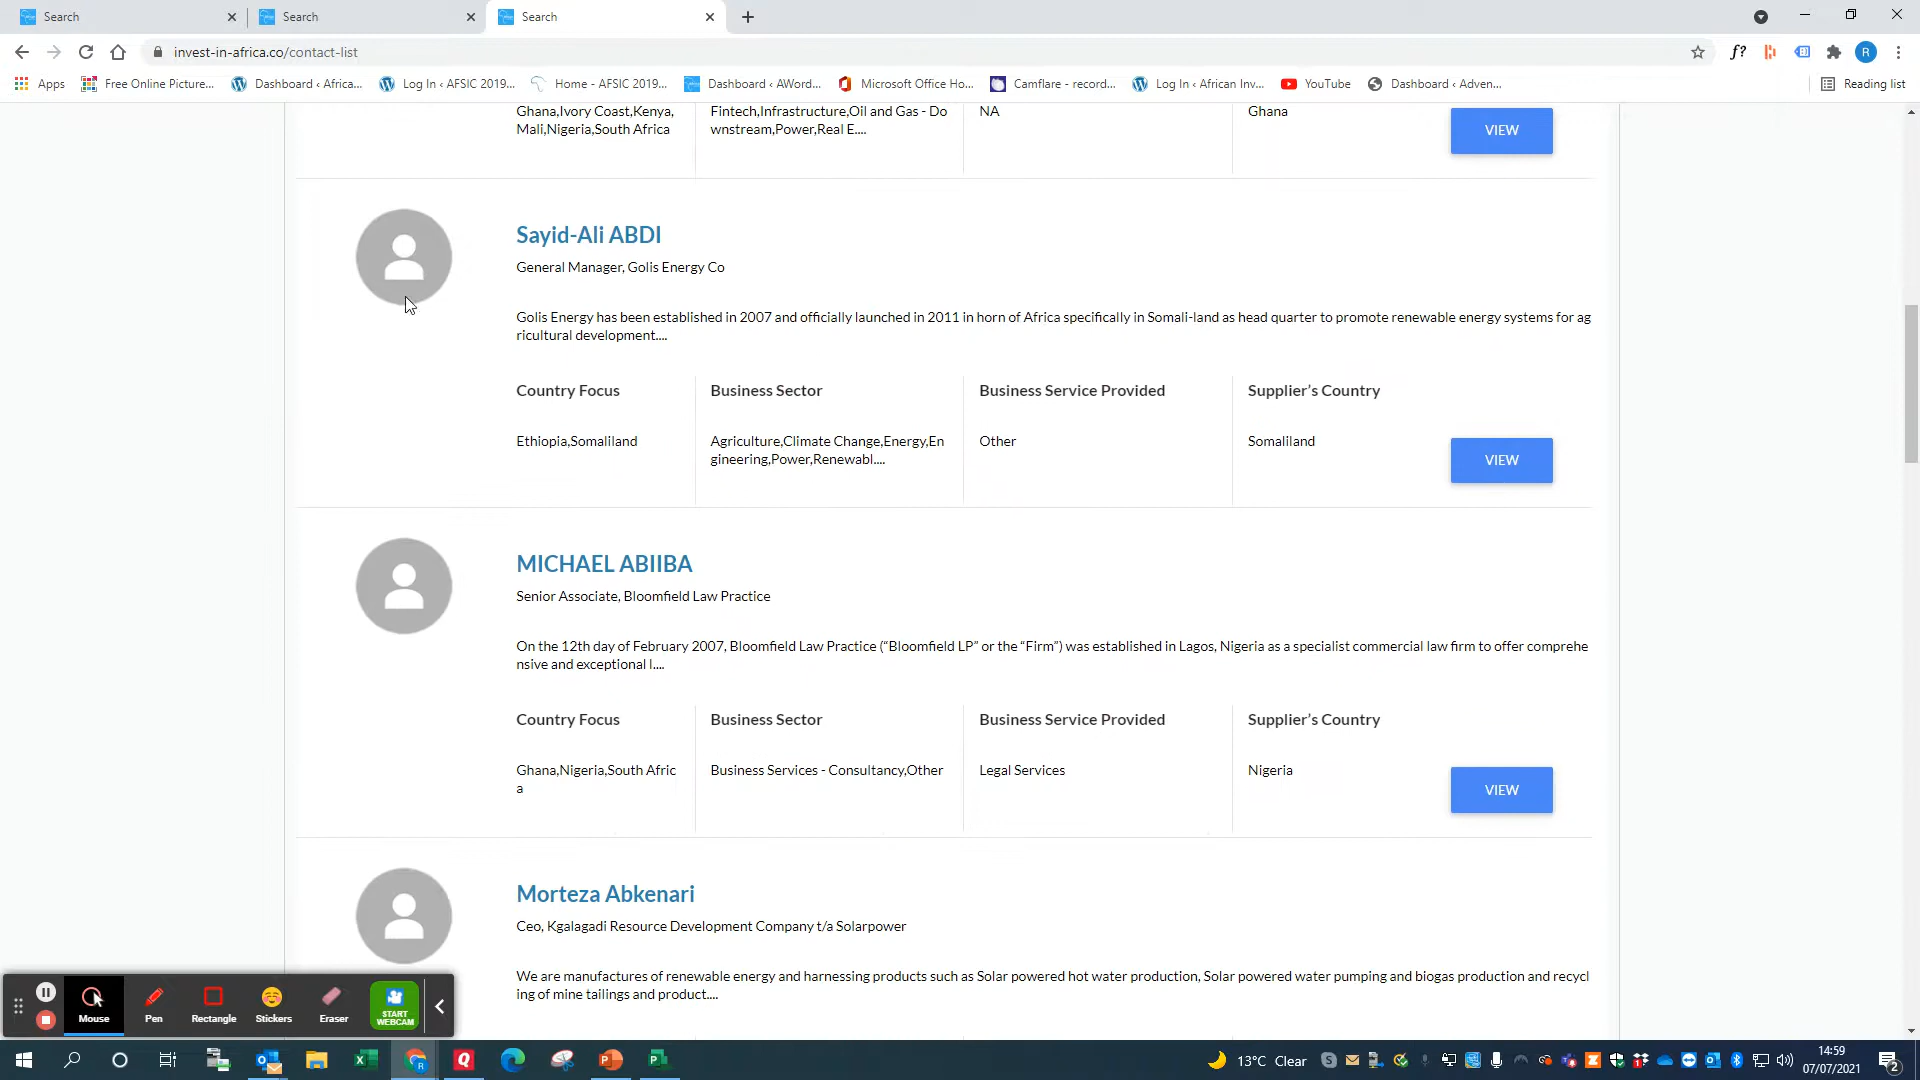 Search
Search
Search
invest-in-africa.co/contact-list
Apps
Free Online Picture...
Dashboard ‹ Africa...
Log In ‹ AFSIC 2019...
Home - AFSIC 2019...
Dashboard ‹ AWord...
Microsoft Office Ho...
Camflare - record...
Log In ‹ African Inv...
YouTube
Dashboard ‹ Adven...
Reading list
Ghana,Ivory Coast,Kenya,
Mali,Nigeria,South Africa
Fintech,Infrastructure,Oil and Gas - Do
wnstream,Power,Real E....
NA
Ghana
VIEW
Sayid-Ali ABDI
General Manager, Golis Energy Co
Golis Energy has been established in 2007 and officially launched in 2011 in horn of Africa specifically in Somali-land as head quarter to promote renewable energy systems for ag
ricultural development....
Country Focus
Business Sector
Business Service Provided
Supplier’s Country
Ethiopia,Somaliland
Agriculture,Climate Change,Energy,En
gineering,Power,Renewabl....
Other
Somaliland
VIEW
MICHAEL ABIIBA
Senior Associate, Bloomfield Law Practice
On the 12th day of February 2007, Bloomfield Law Practice (“Bloomfield LP” or the “Firm”) was established in Lagos, Nigeria as a specialist commercial law firm to offer comprehe
nsive and exceptional l....
Country Focus
Business Sector
Business Service Provided
Supplier’s Country
Ghana,Nigeria,South Afric
a
Business Services - Consultancy,Other
Legal Services
Nigeria
VIEW
Morteza Abkenari
Ceo, Kgalagadi Resource Development Company t/a Solarpower
We are manufactures of renewable energy and harnessing products such as Solar powered hot water production, Solar powered water pumping and biogas production and recycl
ing of mine tailings and product....
Mouse
Pen
Rectangle
Stickers
Eraser
START
WEBCAM
13°C Clear
14:59
07/07/2021
2